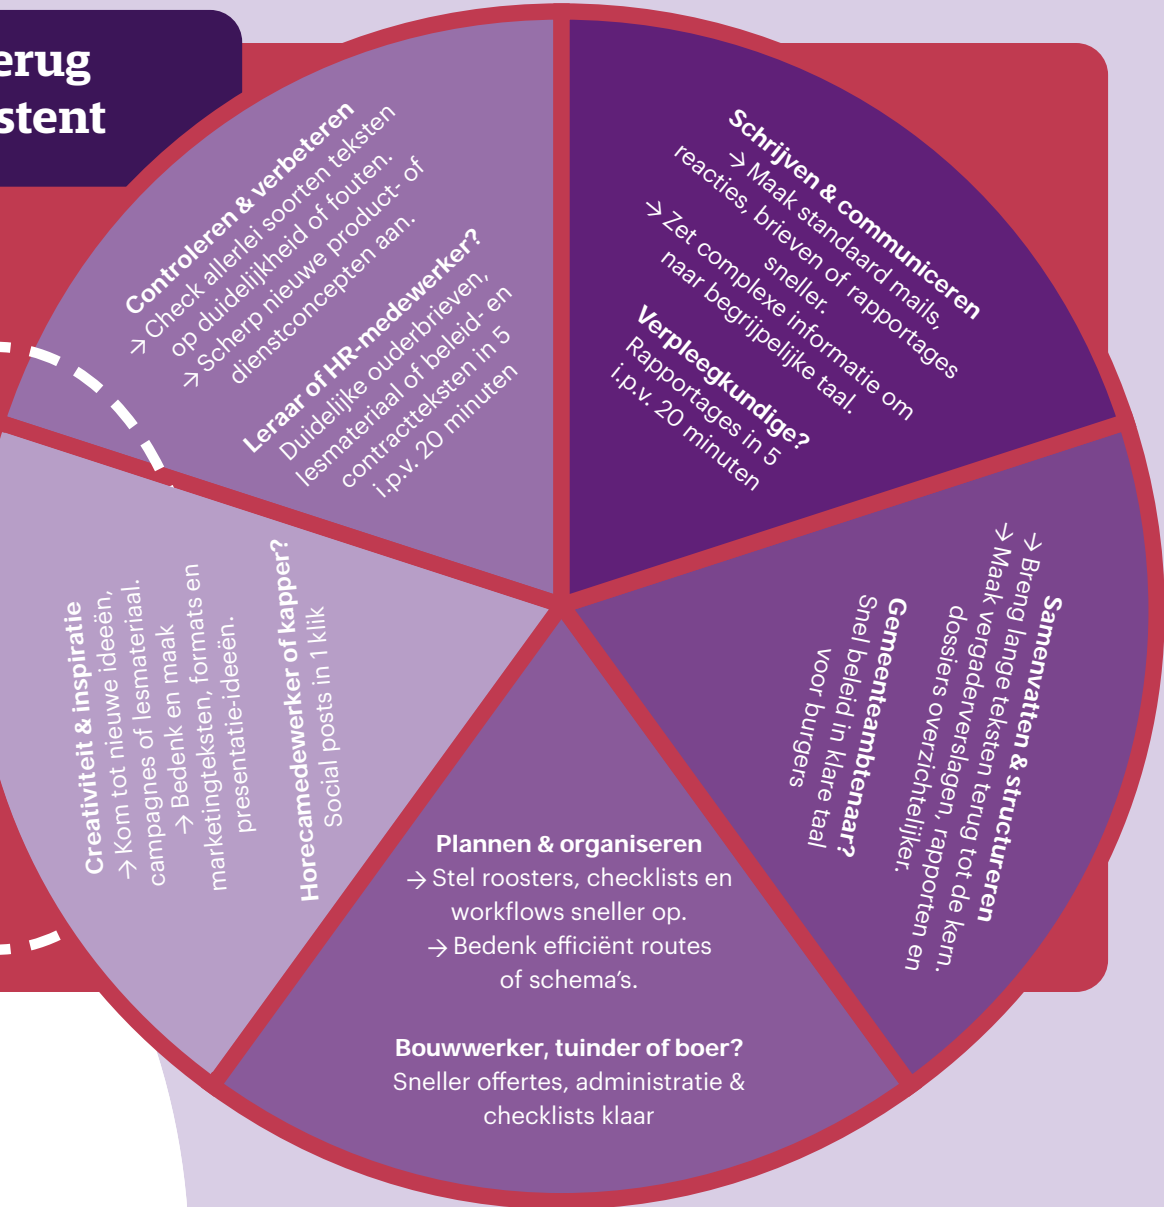 erug
stent
Schrijven & communiceren
→ Maak standaard mails,
reacties, brieven of rapportages
sneller.
→ Zet complexe informatie om
naar begrijpelijke taal.
Verpleegkundige?
Rapportages in 5
i.p.v. 20 minuten
Samenvatten & structureren
→ Breng lange teksten terug tot de kern.
→ Maak vergaderverslagen, rapporten en
dossiers overzichtelijker.
Gemeenteambtenaar?
Snel beleid in klare taal
voor burgers
Plannen & organiseren
→ Stel roosters, checklists en
workflows sneller op.
→ Bedenk efficiënt routes
of schema's.
Bouwwerker, tuinder of boer?
Sneller offertes, administratie &
checklists klaar
Creativiteit & inspiratie
→ Kom tot nieuwe ideeën,
campagnes of lesmateriaal.
→ Bedenk en maak
marketingteksten, formats en
presentatie-ideeën.
Horecamedewerker of kapper?
Social posts in 1 klik
Controleren & verbeteren
→ Check allerlei soorten teksten
op duidelijkheid of fouten.
→ Scherp nieuwe product- of
dienstconcepten aan.
Leraar of HR-medewerker?
Duidelijke ouderbrieven,
lesmateriaal of beleid- en
contractteksten in 5
i.p.v. 20 minuten